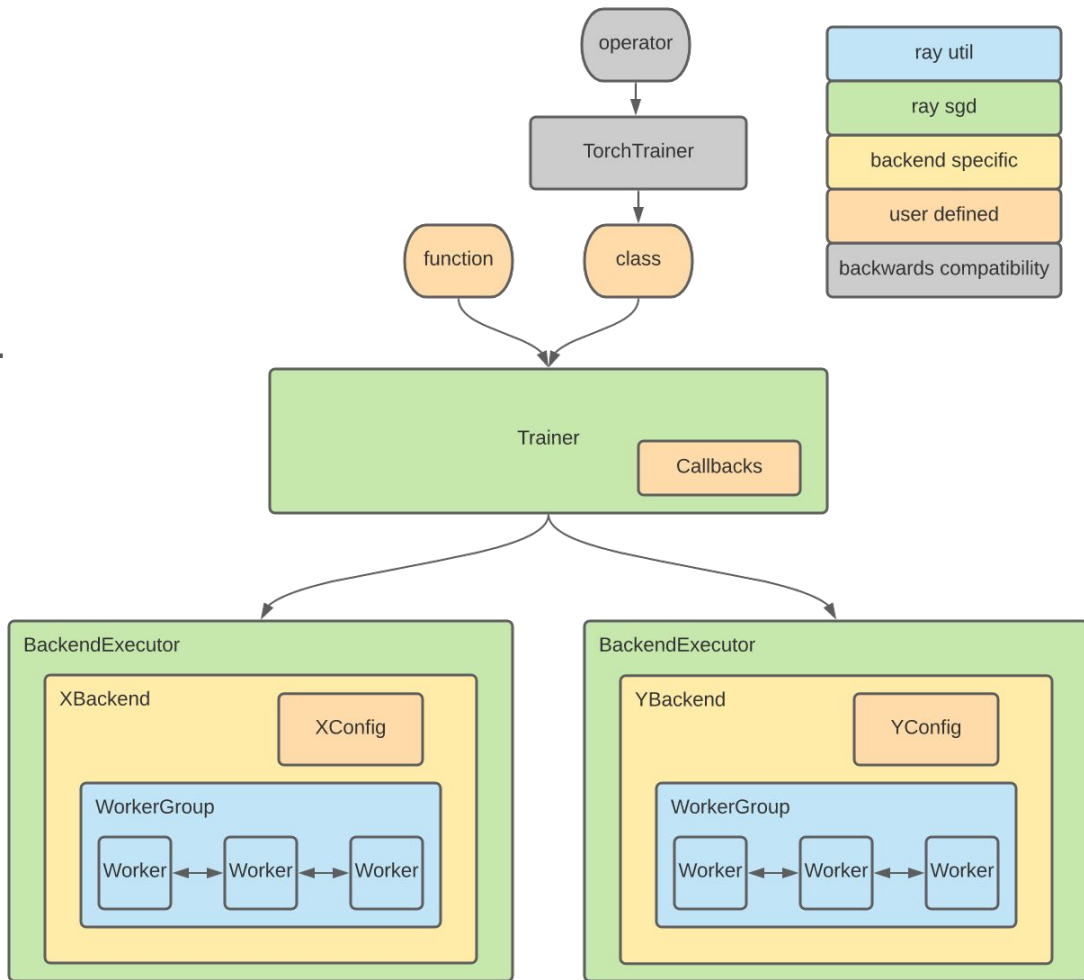 operator
TorchTrainer
function
class
ray util
ray sgd
backend specific
user defined
backwards compatibility
Trainer
Callbacks
BackendExecutor
XBackend
XConfig
WorkerGroup
Worker
Worker
Worker
BackendExecutor
YBackend
YConfig
WorkerGroup
Worker
Worker
Worker